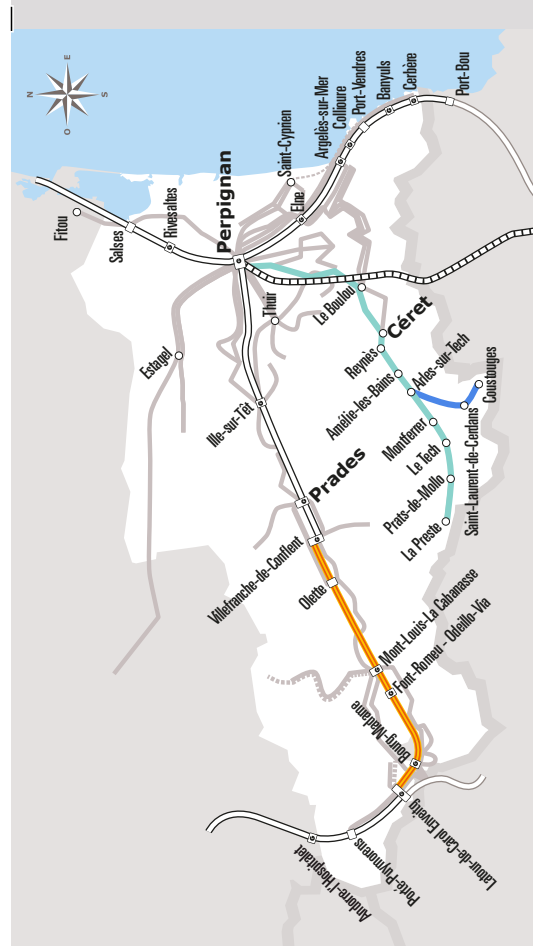 N
E
S
O
Fitou
Salses
Rivesaltes
Perpignan
Saint-Cyprien
Elne
Argelès-sur-Mer
Collioure
Port-Vendres
Banyuls
Cerbère
Port-Bou
Estagel
Thuir
Le Boulou
Céret
Reynès
Amélie-les-Bains
Arles-sur-Tech
Coustouges
Saint-Laurent-de-Cerdans
Montferrer
Le Tech
Prats-de-Mollo
La Preste
Ille-sur-Têt
Prades
Villefranche-de-Conflent
Olette
Mont-Louis-La Cabanasse
Font-Romeu - Odeillo-Via
Bourg-Madame
Latour-de-Carol Enveitg
Porté-Puymorens
Andorre-l'Hospitalet